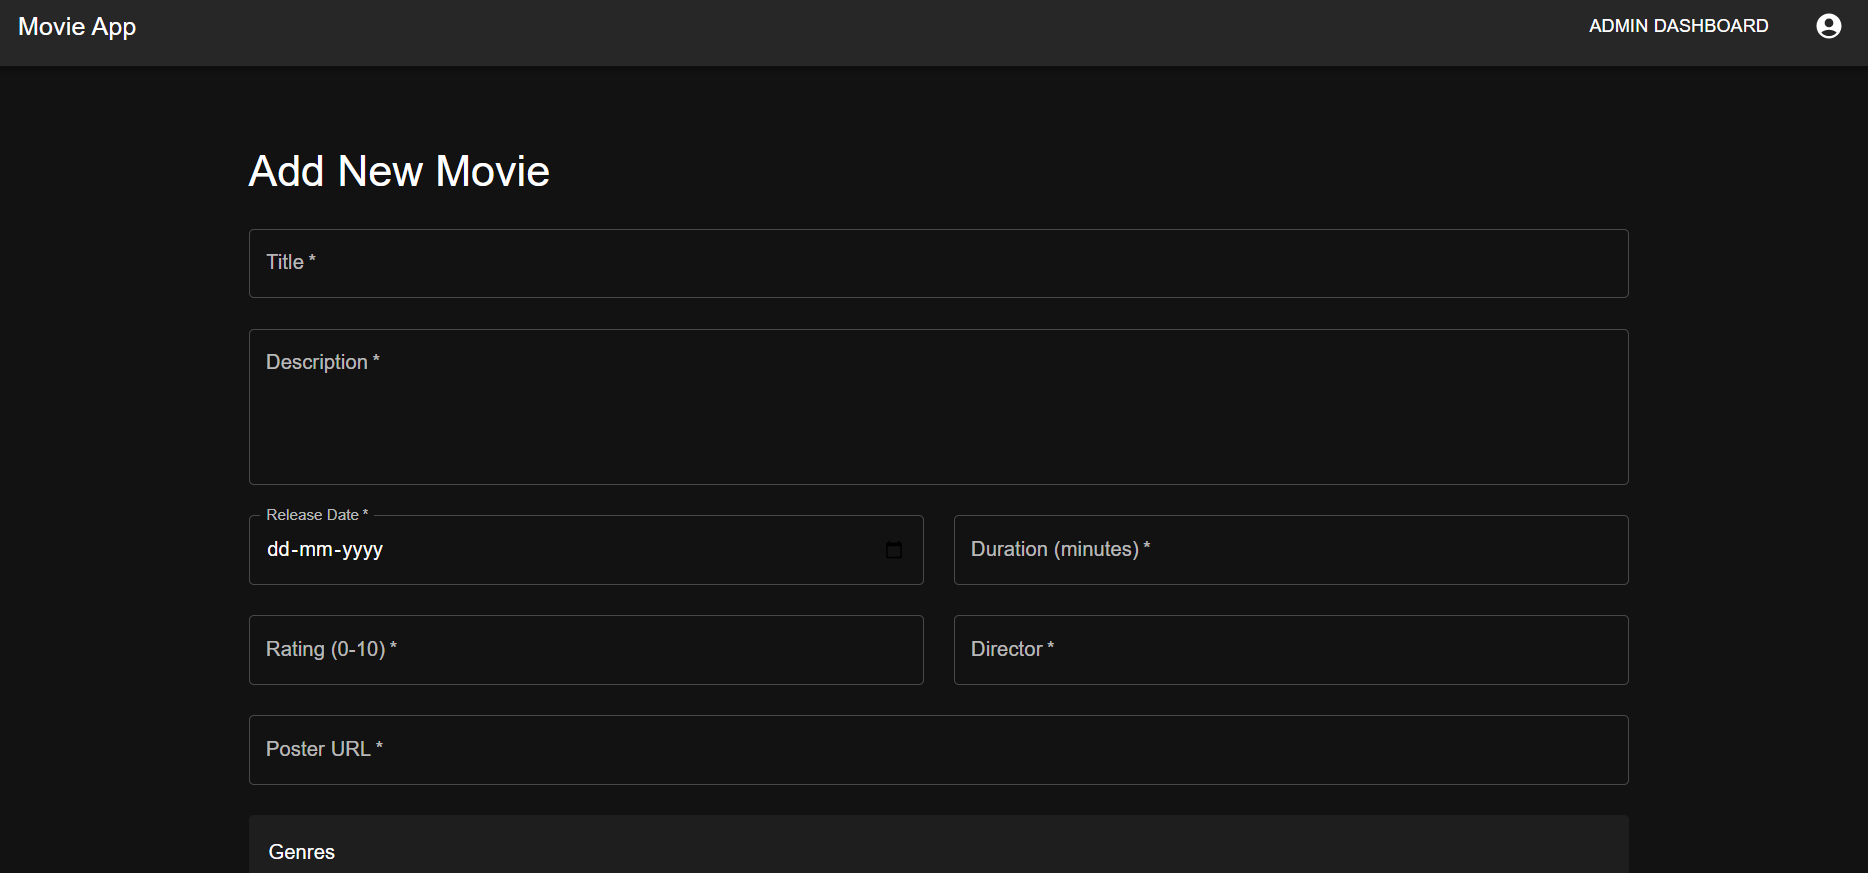 Movie App
ADMIN DASHBOARD
Add New Movie
Title *
Description *
Release Date *
dd-mm-yyyy
Duration (minutes) *
Rating (0-10) *
Director *
Poster URL *
Genres